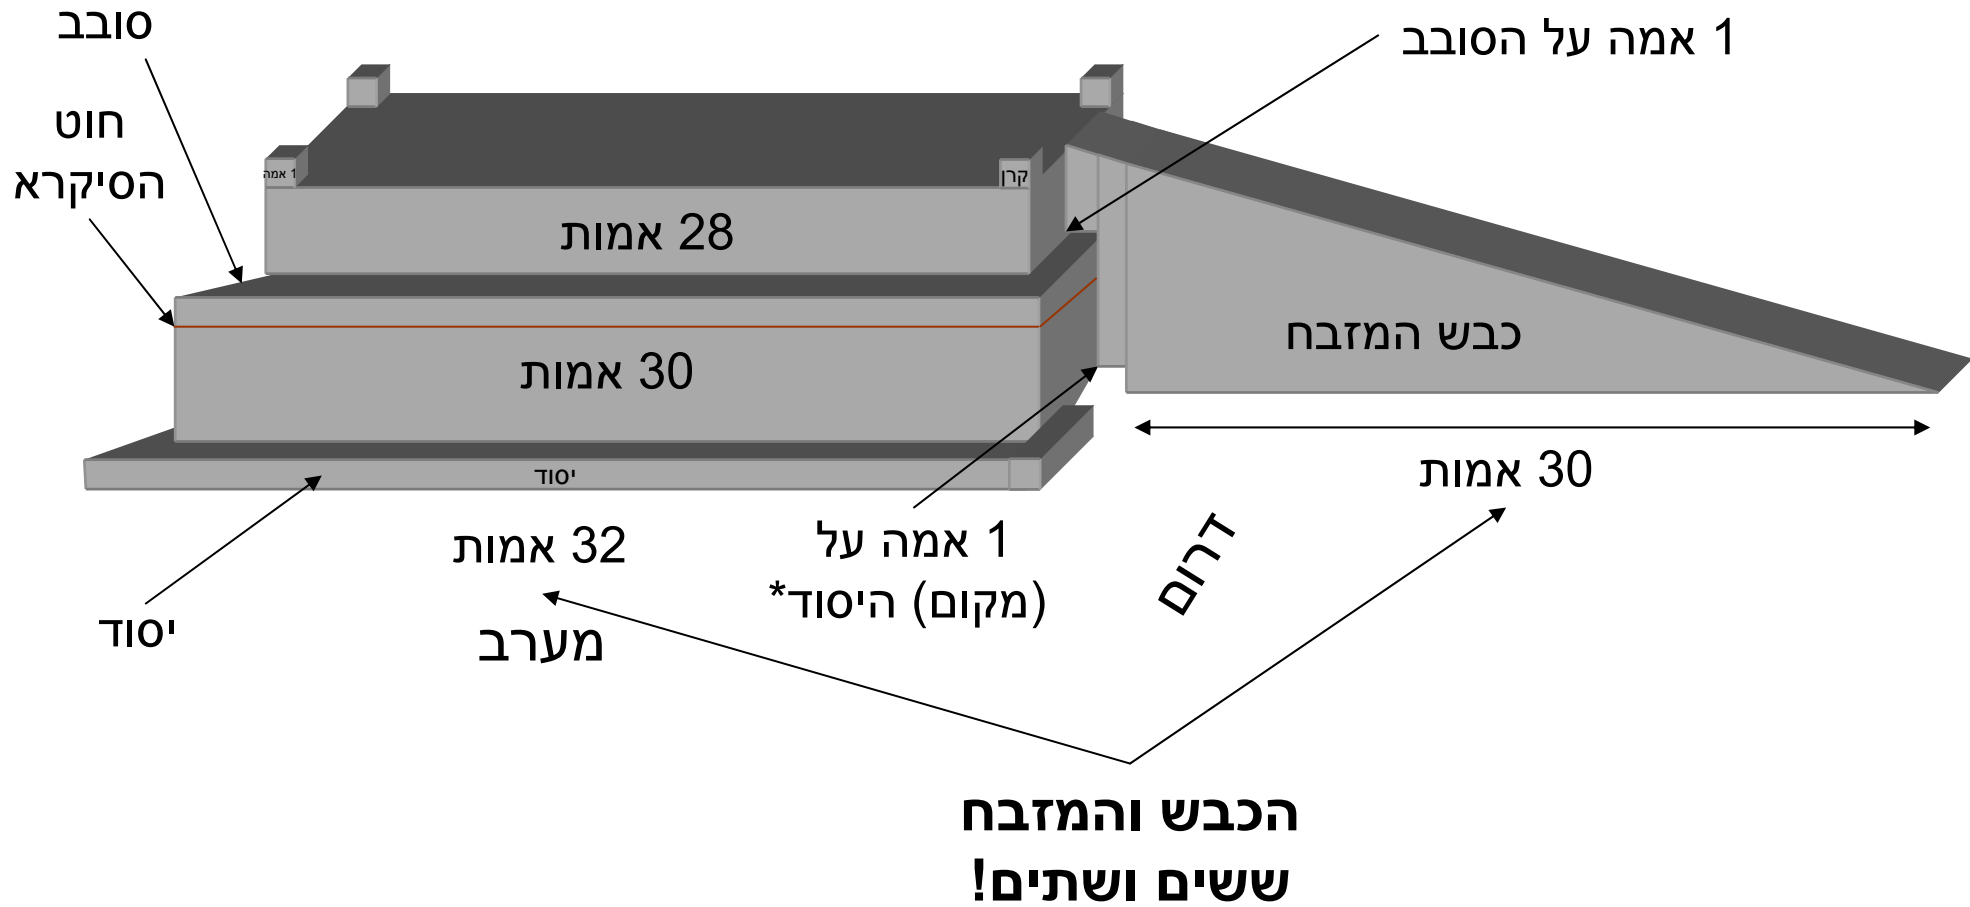 סובב
1 אמה על הסובב
חוט
הסיקרא
1 אמה
קרן
28 אמות
כבש המזבח
30 אמות
יסוד
30 אמות
32 אמות
1 אמה על
(מקום) היסוד*
דרום
יסוד
מערב
הכבש והמזבח
ששים ושתים!